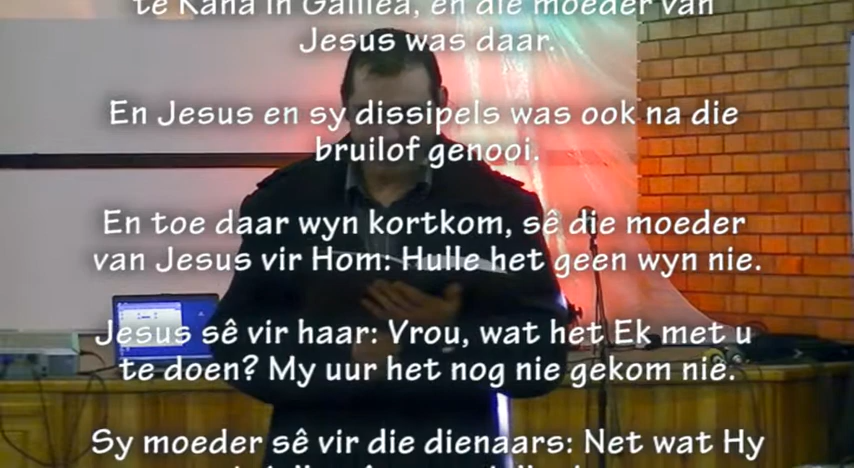 te Kana in Galilea, en die moeder van
Jesus was daar.
En Jesus en sy dissipels was ook na die
bruilof genooi.
En toe daar wyn kortkom, sê die moeder
van Jesus vir Hom: Hulle het geen wyn nie.
Jesus sê vir haar: Vrou, wat het Ek met u
te doen? My uur het nog nie gekom nie.
Sy moeder sê vir die dienaars: Net wat Hy